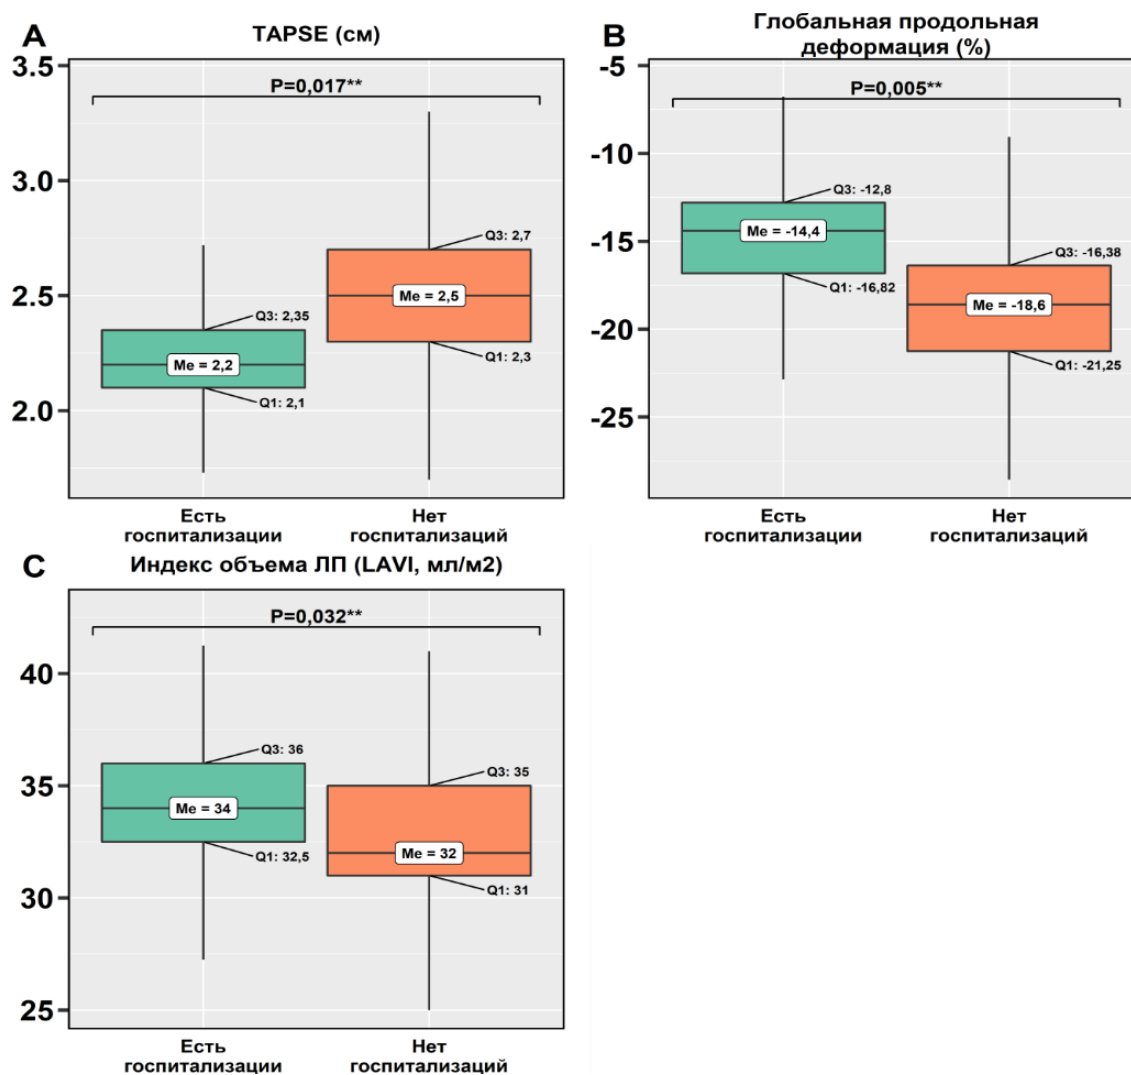 A
TAPSE (см)
P=0,017**
3.5
3.0
2.5
2.0
Q3: 2,35
Me = 2,2
Q1: 2,1
Q3: 2,7
Me = 2,5
Q1: 2,3
Есть
госпитализации
Нет
госпитализаций
B
Глобальная продольная
деформация (%)
P=0,005**
-5
-10
-15
-20
-25
Q3: -12,8
Me = -14,4
Q1: -16,82
Q3: -16,38
Me = -18,6
Q1: -21,25
Есть
госпитализации
Нет
госпитализаций
C
Индекс объема ЛП (LAVI, мл/м2)
P=0,032**
40
35
30
25
Q3: 36
Me = 34
Q1: 32,5
Q3: 35
Me = 32
Q1: 31
Есть
госпитализации
Нет
госпитализаций